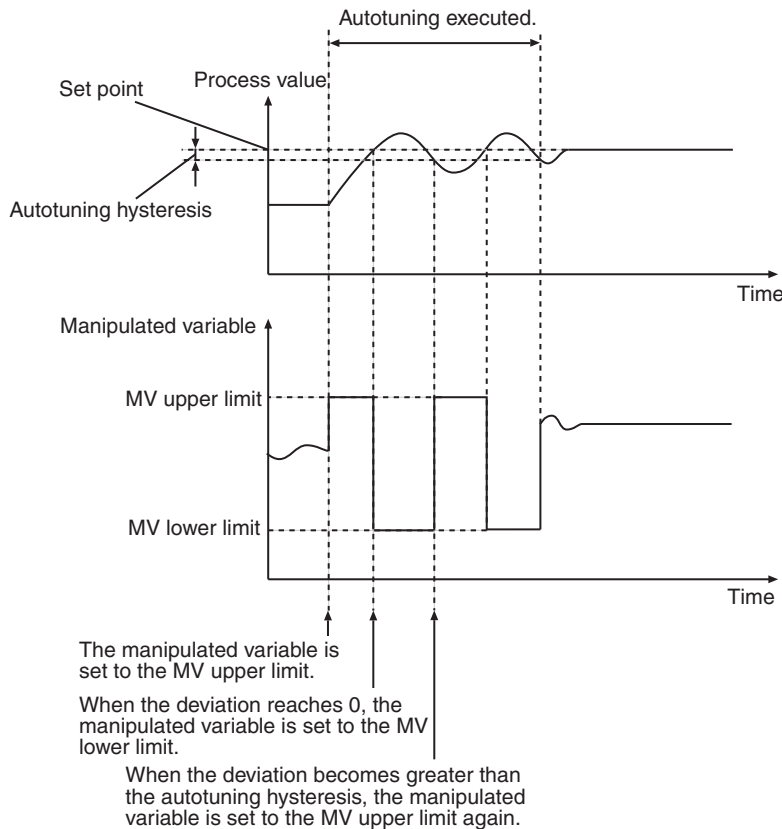 Autotuning executed.
Process value
Set point
Autotuning hysteresis
Time
Manipulated variable
MV upper limit
MV lower limit
Time
The manipulated variable is
set to the MV upper limit.
When the deviation reaches 0, the
manipulated variable is set to the MV
lower limit.
When the deviation becomes greater than
the autotuning hysteresis, the manipulated
variable is set to the MV upper limit again.